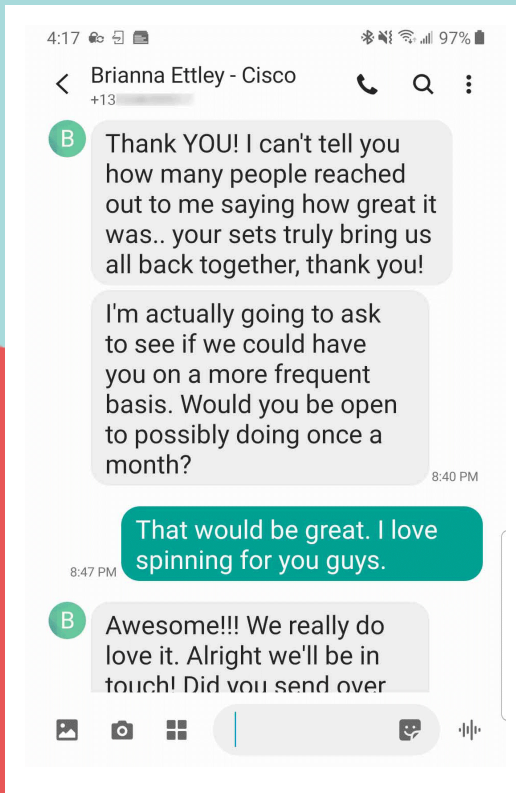 4:17 97%
Brianna Ettley - Cisco
+13
B
Thank YOU! I can't tell you
how many people reached
out to me saying how great it
was.. your sets truly bring us
all back together, thank you!
I'm actually going to ask
to see if we could have
you on a more frequent
basis. Would you be open
to possibly doing once a
month?
8:40 PM
That would be great. I love
spinning for you guys.
8:47 PM
B
Awesome!!! We really do
love it. Alright we'll be in
touch! Did you send over